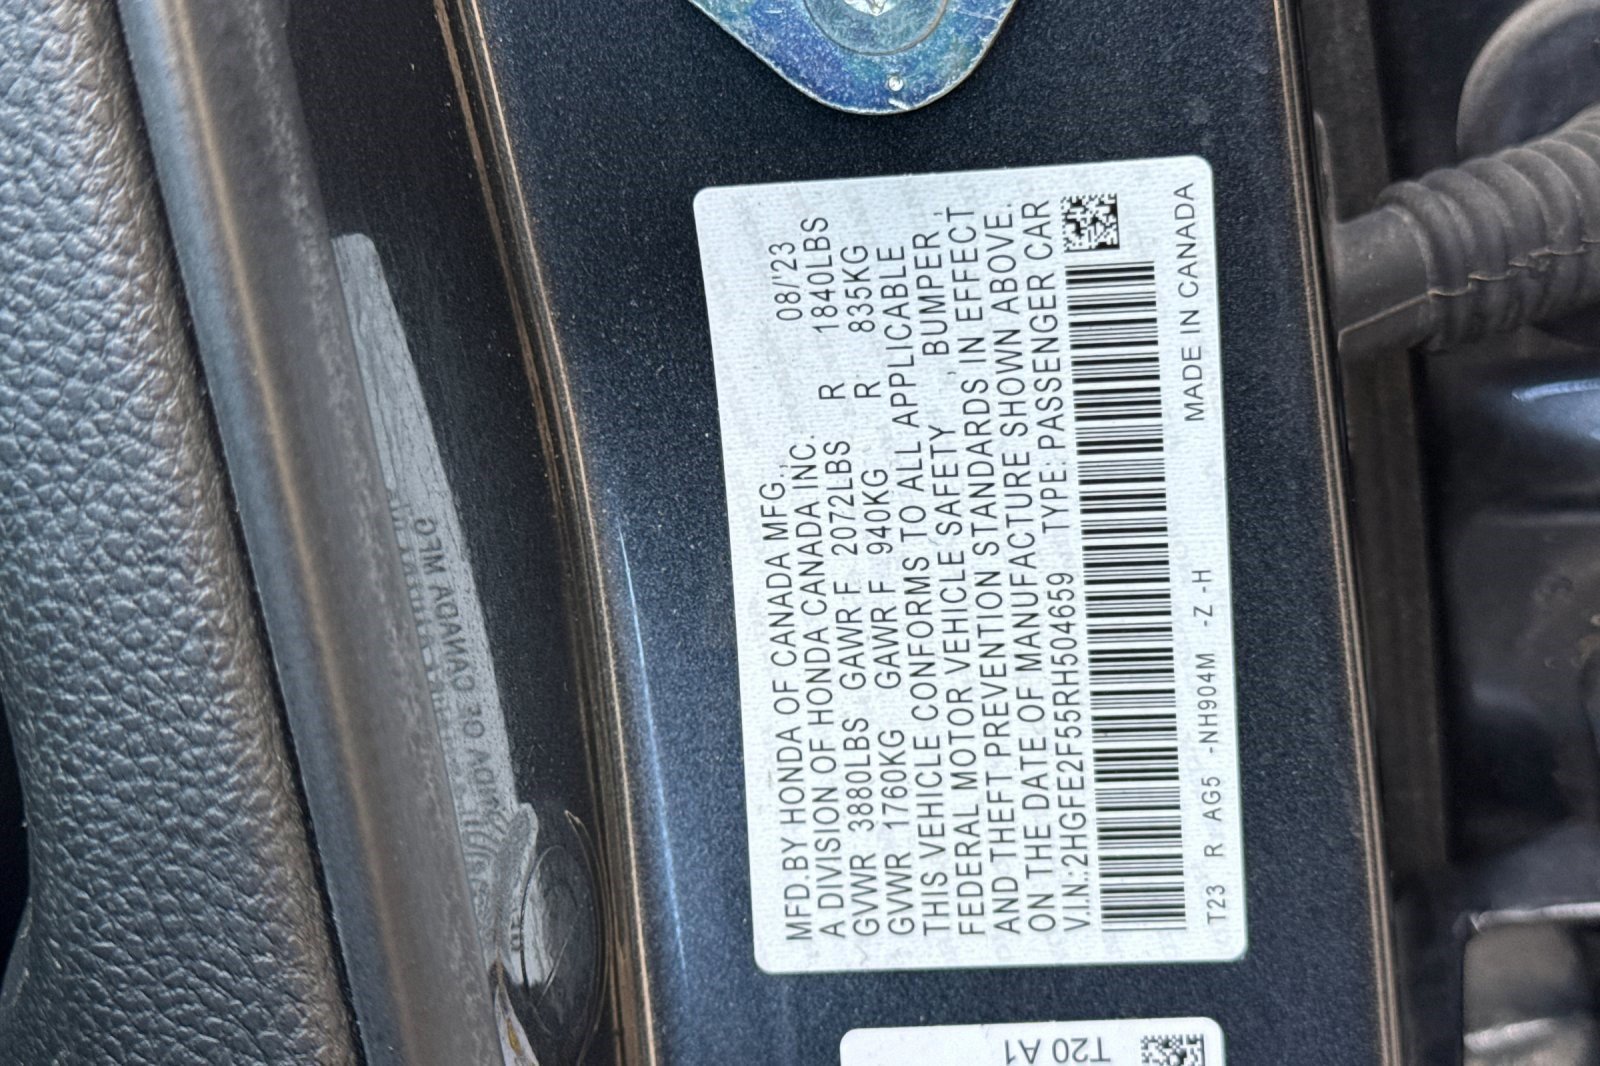 MFD.BY HONDA OF CANADA MFG., 08/'23
A DIVISION OF HONDA CANADA INC.
GVWR 3880LBS GAWR F 2072LBS R 1840LBS
GVWR 1760KG GAWR F 940KG R 835KG
THIS VEHICLE CONFORMS TO ALL APPLICABLE
FEDERAL MOTOR VEHICLE SAFETY , BUMPER,
AND THEFT PREVENTION STANDARDS IN EFFECT
ON THE DATE OF MANUFACTURE SHOWN ABOVE.
V.I.N.:2HGFE2F55RH504659 TYPE: PASSENGER CAR
T23 R AG5 -NH904M -Z -H MADE IN CANADA
T20 A1